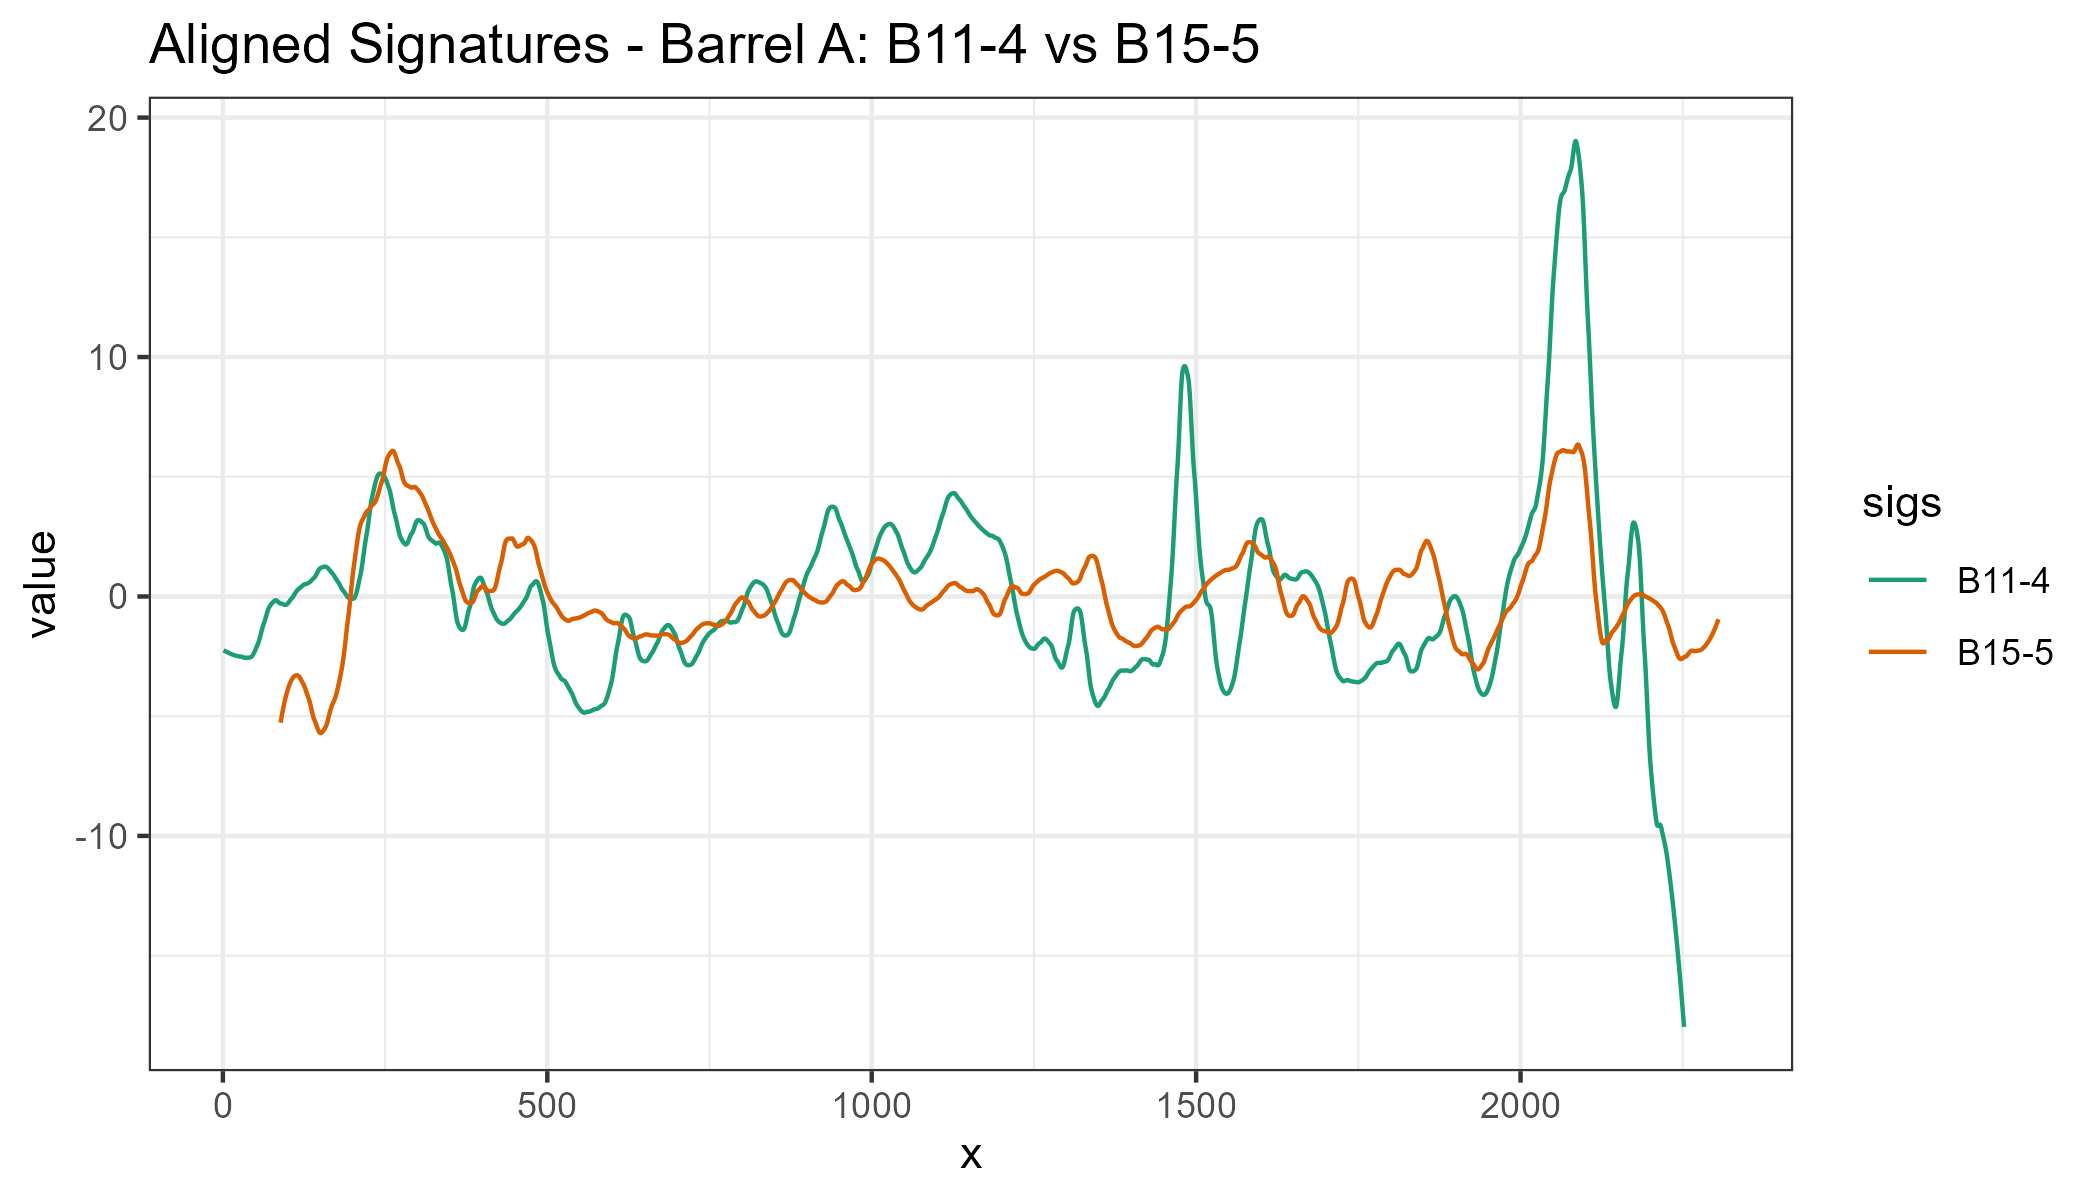 Aligned Signatures - Barrel A: B11-4 vs B15-5
20
10
0
-10
value
0 500 1000 1500 2000
x
sigs
B11-4
B15-5